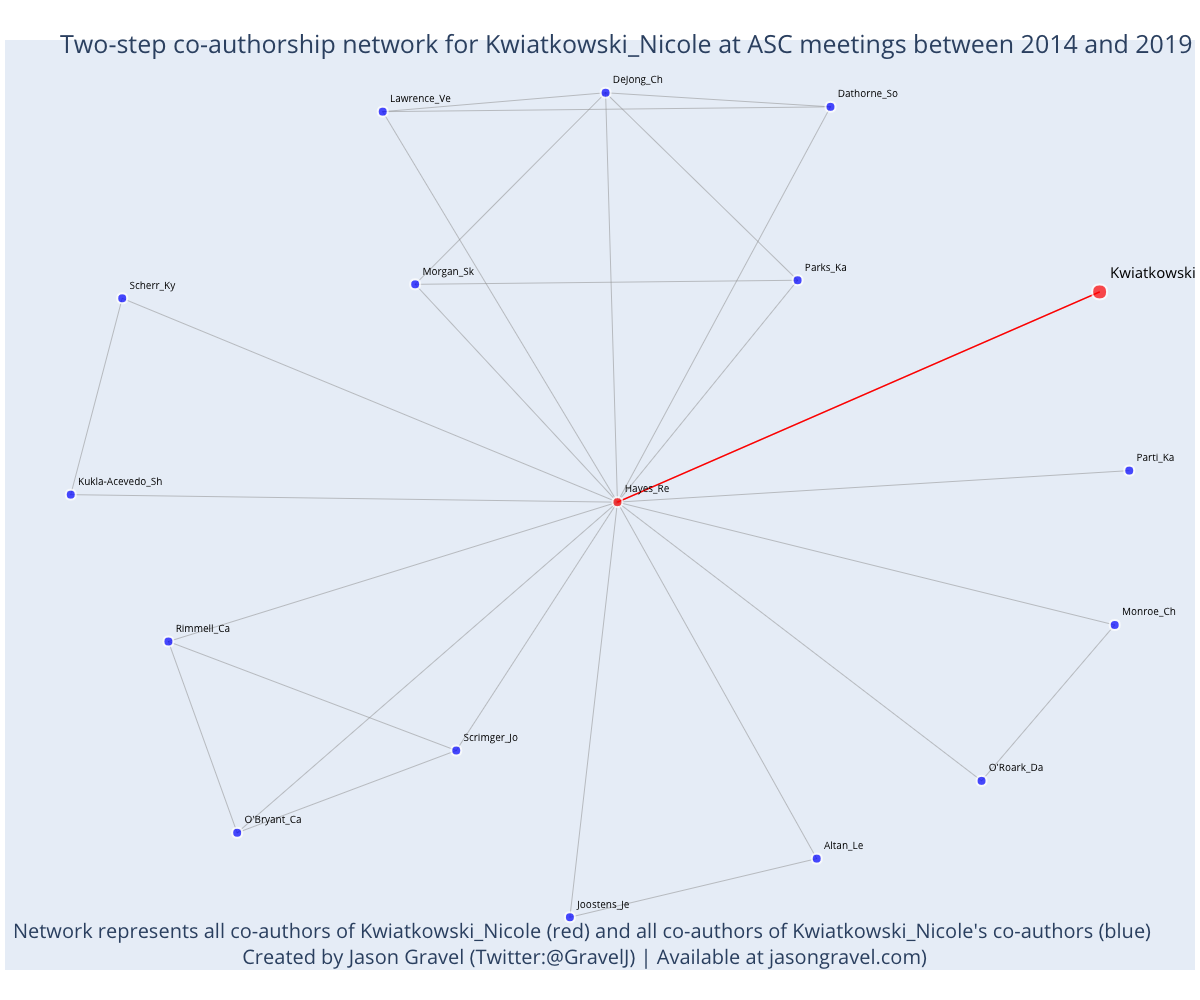 Two-step co-authorship network for Kwiatkowski_Nicole at ASC meetings between 2014 and 2019
DeJong_Ch
Lawrence_Ve
Dathorne_So
Morgan_Sk
Parks_Ka
Kwiatkowski
Scherr_Ky
Parti_Ka
Kukla-Acevedo_Sh
Hayes_Re
Monroe_Ch
Rimmell_Ca
Scrimger_Jo
O'Roark_Da
O'Bryant_Ca
Altan_Le
Joostens_Je
Network represents all co-authors of Kwiatkowski_Nicole (red) and all co-authors of Kwiatkowski_Nicole's co-authors (blue)
Created by Jason Gravel (Twitter:@GravelJ) | Available at jasongravel.com)